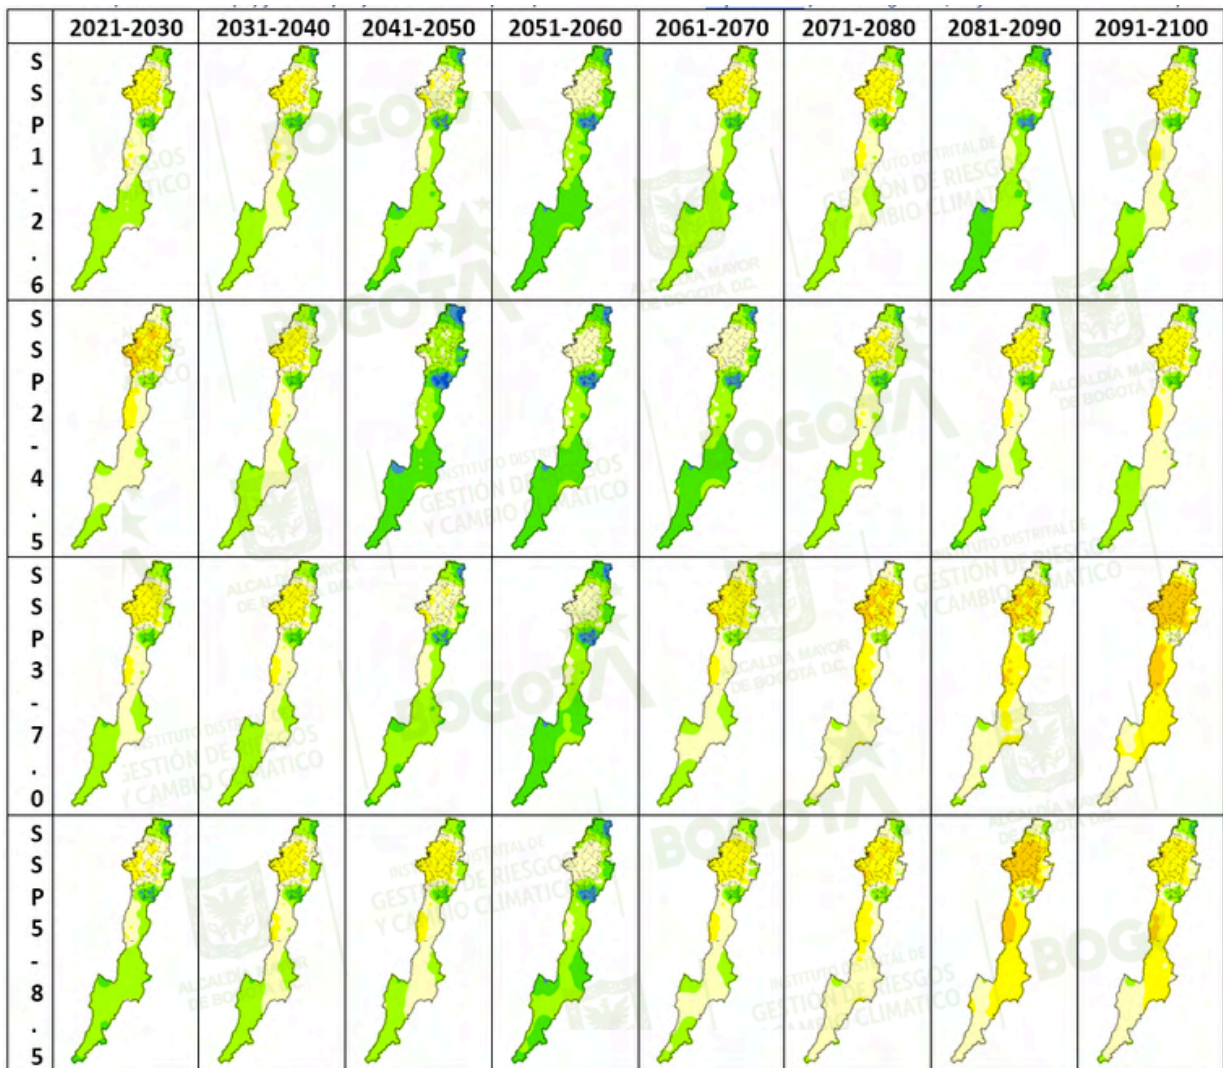 2021-2030 2031-2040 2041-2050 2051-2060 2061-2070 2071-2080 2081-2090 2091-2100
S
S
P
1
-
2
.
6
S
S
P
2
-
4
.
5
S
S
P
3
-
7
.
0
S
S
P
5
-
8
.
5
BOGOTÁ
INSTITUTO DISTRITAL DE
GESTIÓN DE RIESGOS
Y CAMBIO CLIMATICO
ALCALDÍA MAYOR
DE BOGOTÁ D.C.